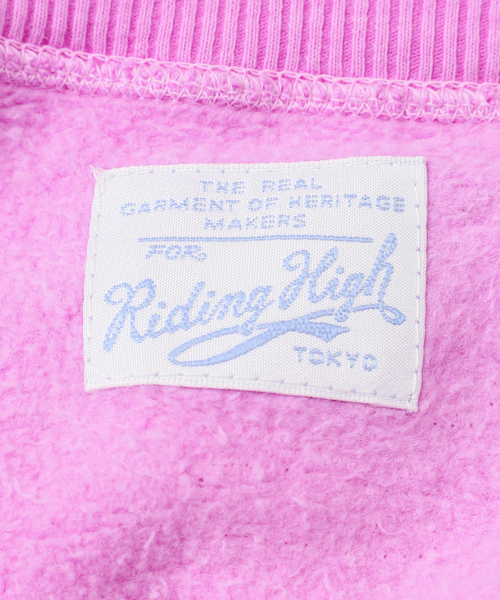 THE REAL
GARMENT OF HERITAGE
MAKERS
FOR
Riding High
TOKYO